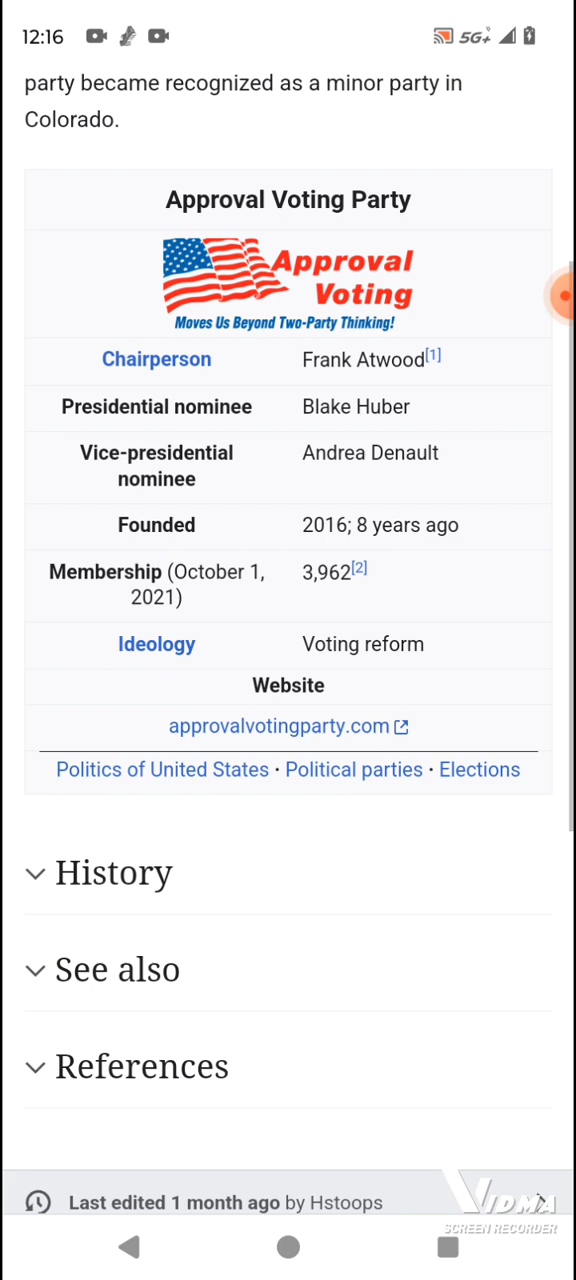 12:16 5G+
party became recognized as a minor party in
Colorado.
Approval Voting Party
Approval
Voting
Moves Us Beyond Two-Party Thinking!
Chairperson Frank Atwood[1]
Presidential nominee Blake Huber
Vice-presidential Andrea Denault
nominee
Founded 2016; 8 years ago
Membership (October 1, 3,962[2]
2021)
Ideology Voting reform
Website
approvalvotingparty.com
Politics of United States · Political parties · Elections
History
See also
References
Last edited 1 month ago by Hstoops
VIDMA
SCREEN RECORDER